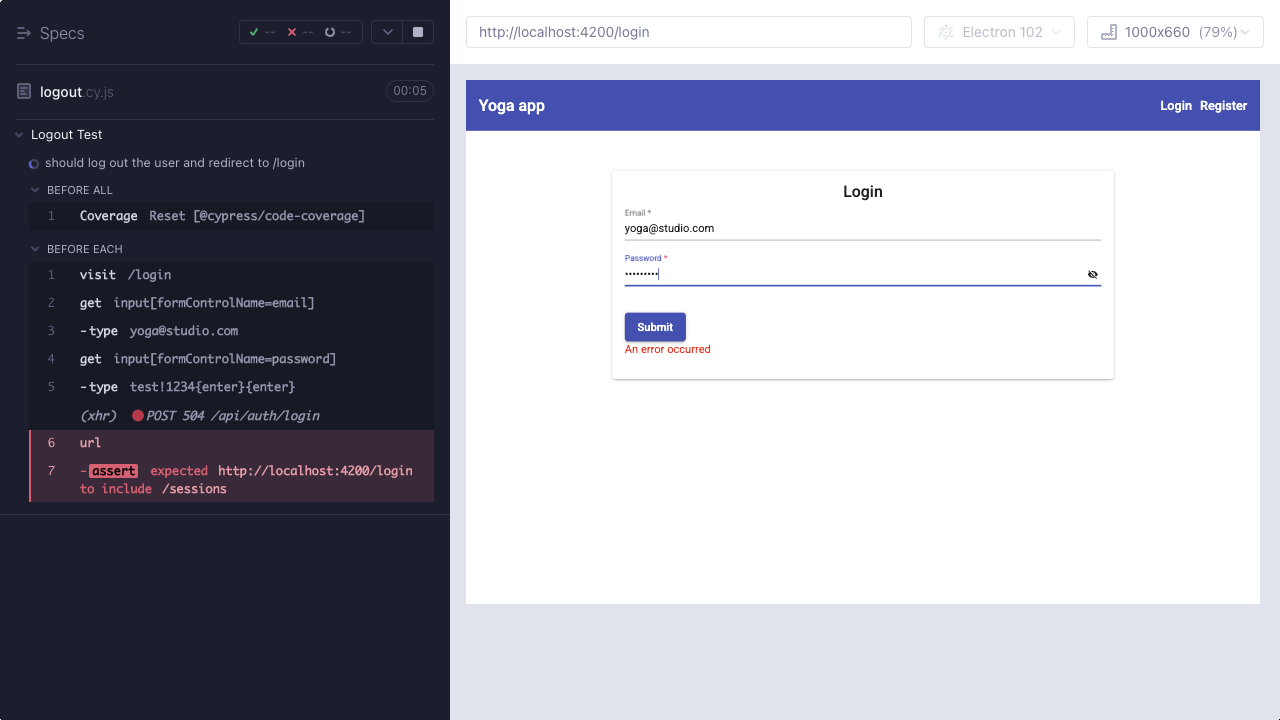 Specs
-- -- --
logout.cy.js 00:05
Logout Test
should log out the user and redirect to /login
BEFORE ALL
1 Coverage Reset [@cypress/code-coverage]
BEFORE EACH
1 visit /login
2 get input[formControlName=email]
3 -type yoga@studio.com
4 get input[formControlName=password]
5 -type test!1234{enter}{enter}
(xhr) POST 504 /api/auth/login
6 url
7 -assert expected http://localhost:4200/login
to include /sessions
http://localhost:4200/login
Electron 102
1000x660 (79%)
Yoga app
Login Register
Login
Email *
yoga@studio.com
Password *
•••••••••
Submit
An error occurred